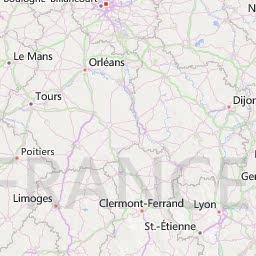 Boulogne-Billancourt
Le Mans
Orléans
Tours
Dijon
Poitiers
FRANCE
Limoges
Clermont-Ferrand
Lyon
St.-Étienne